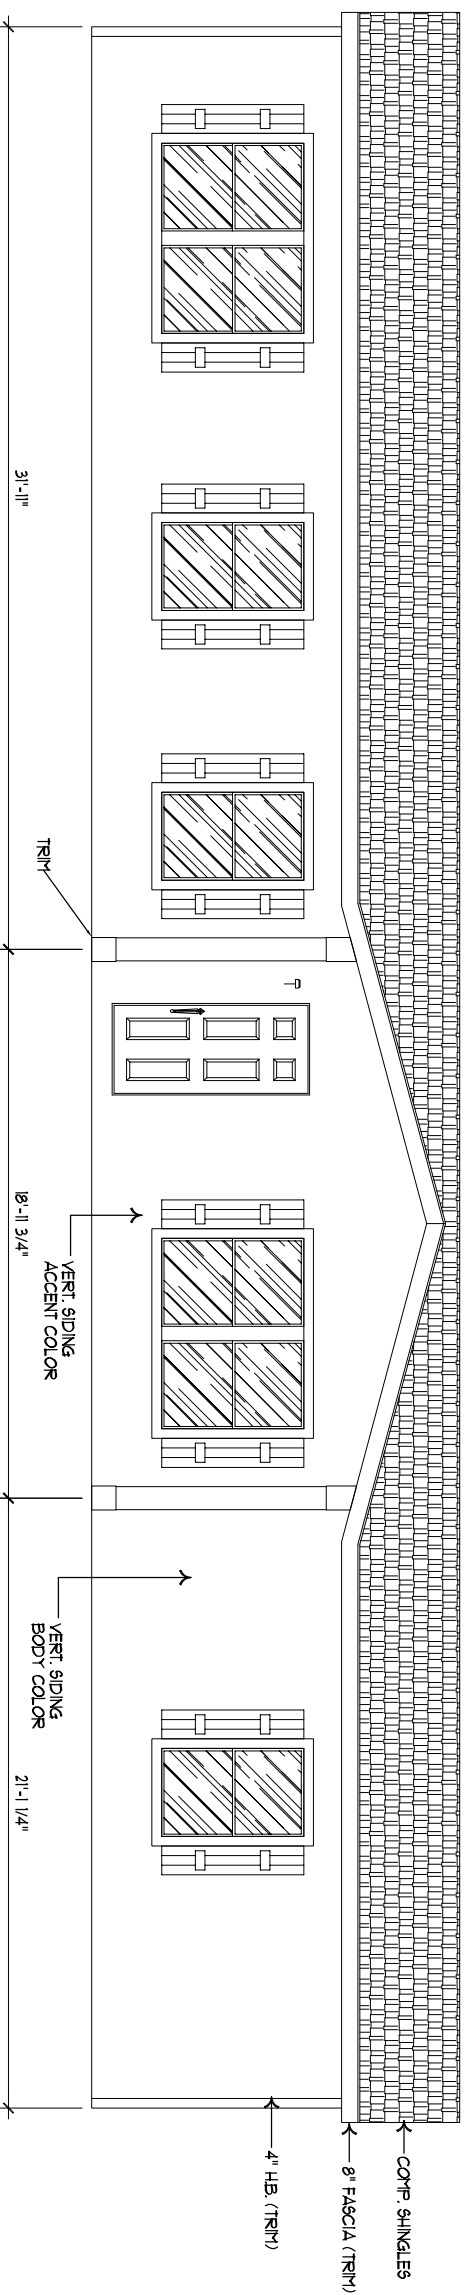 COMP. SHINGLES
8" FASCIA (TRIM)
4" H.B. (TRIM)
TRIM
VERT. SIDING
ACCENT COLOR
VERT. SIDING
BODY COLOR
31'-11"
18'-11 3/4"
21'-1 1/4"